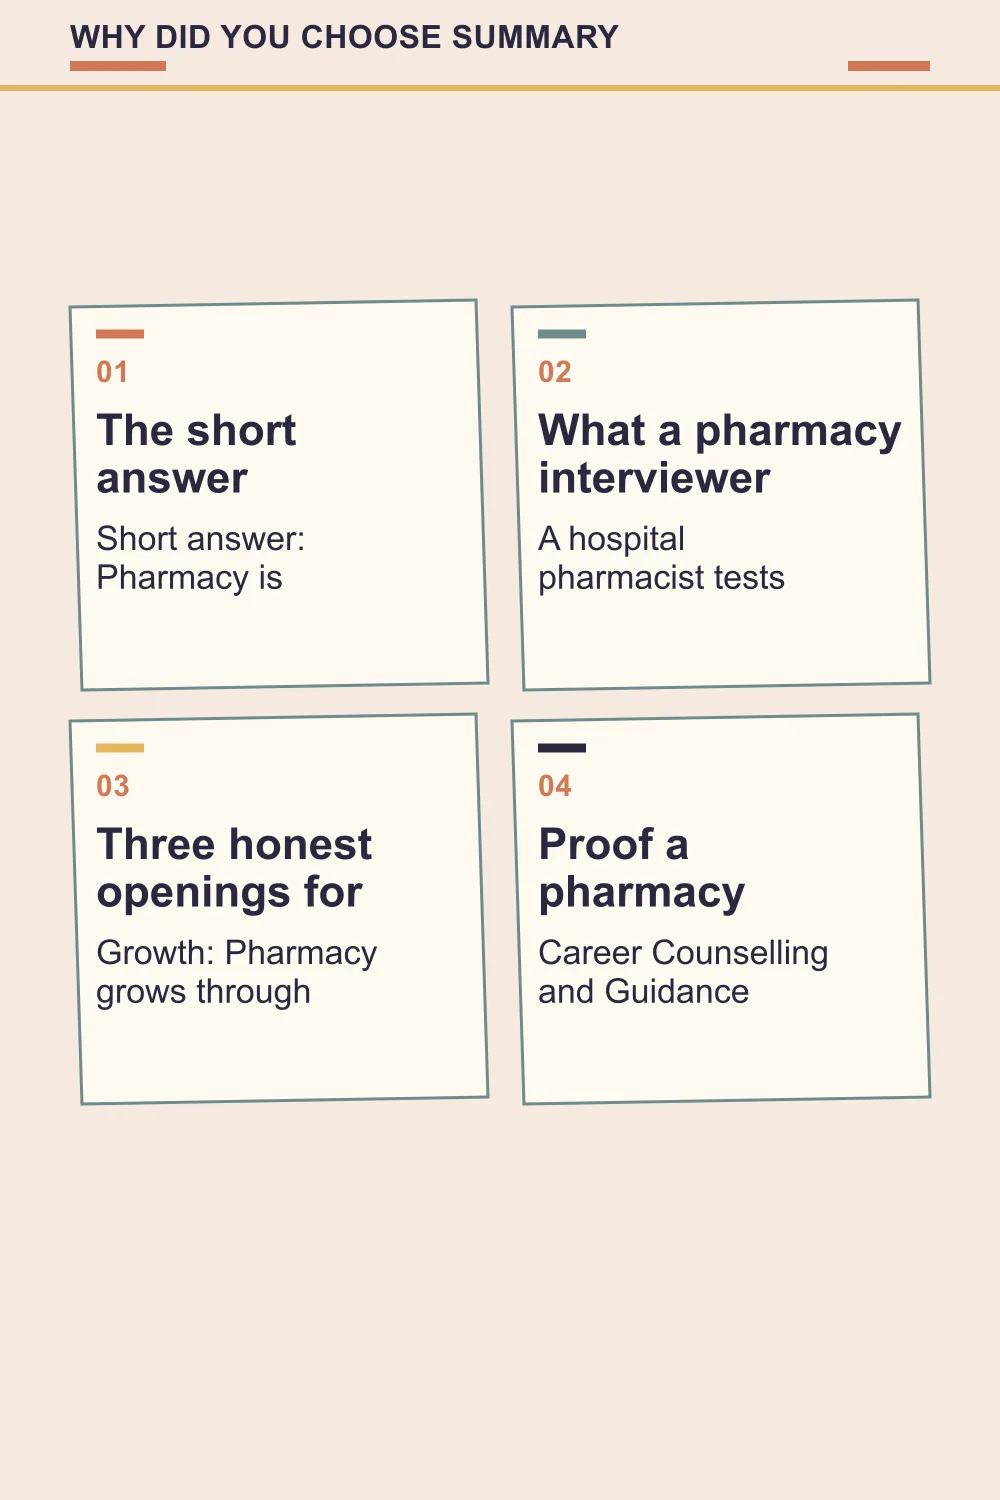 WHY DID YOU CHOOSE SUMMARY
01
The short
answer
Short answer:
Pharmacy is
02
What a pharmacy
interviewer
A hospital
pharmacist tests
03
Three honest
openings for
Growth: Pharmacy
grows through
04
Proof a
pharmacy
Career Counselling
and Guidance